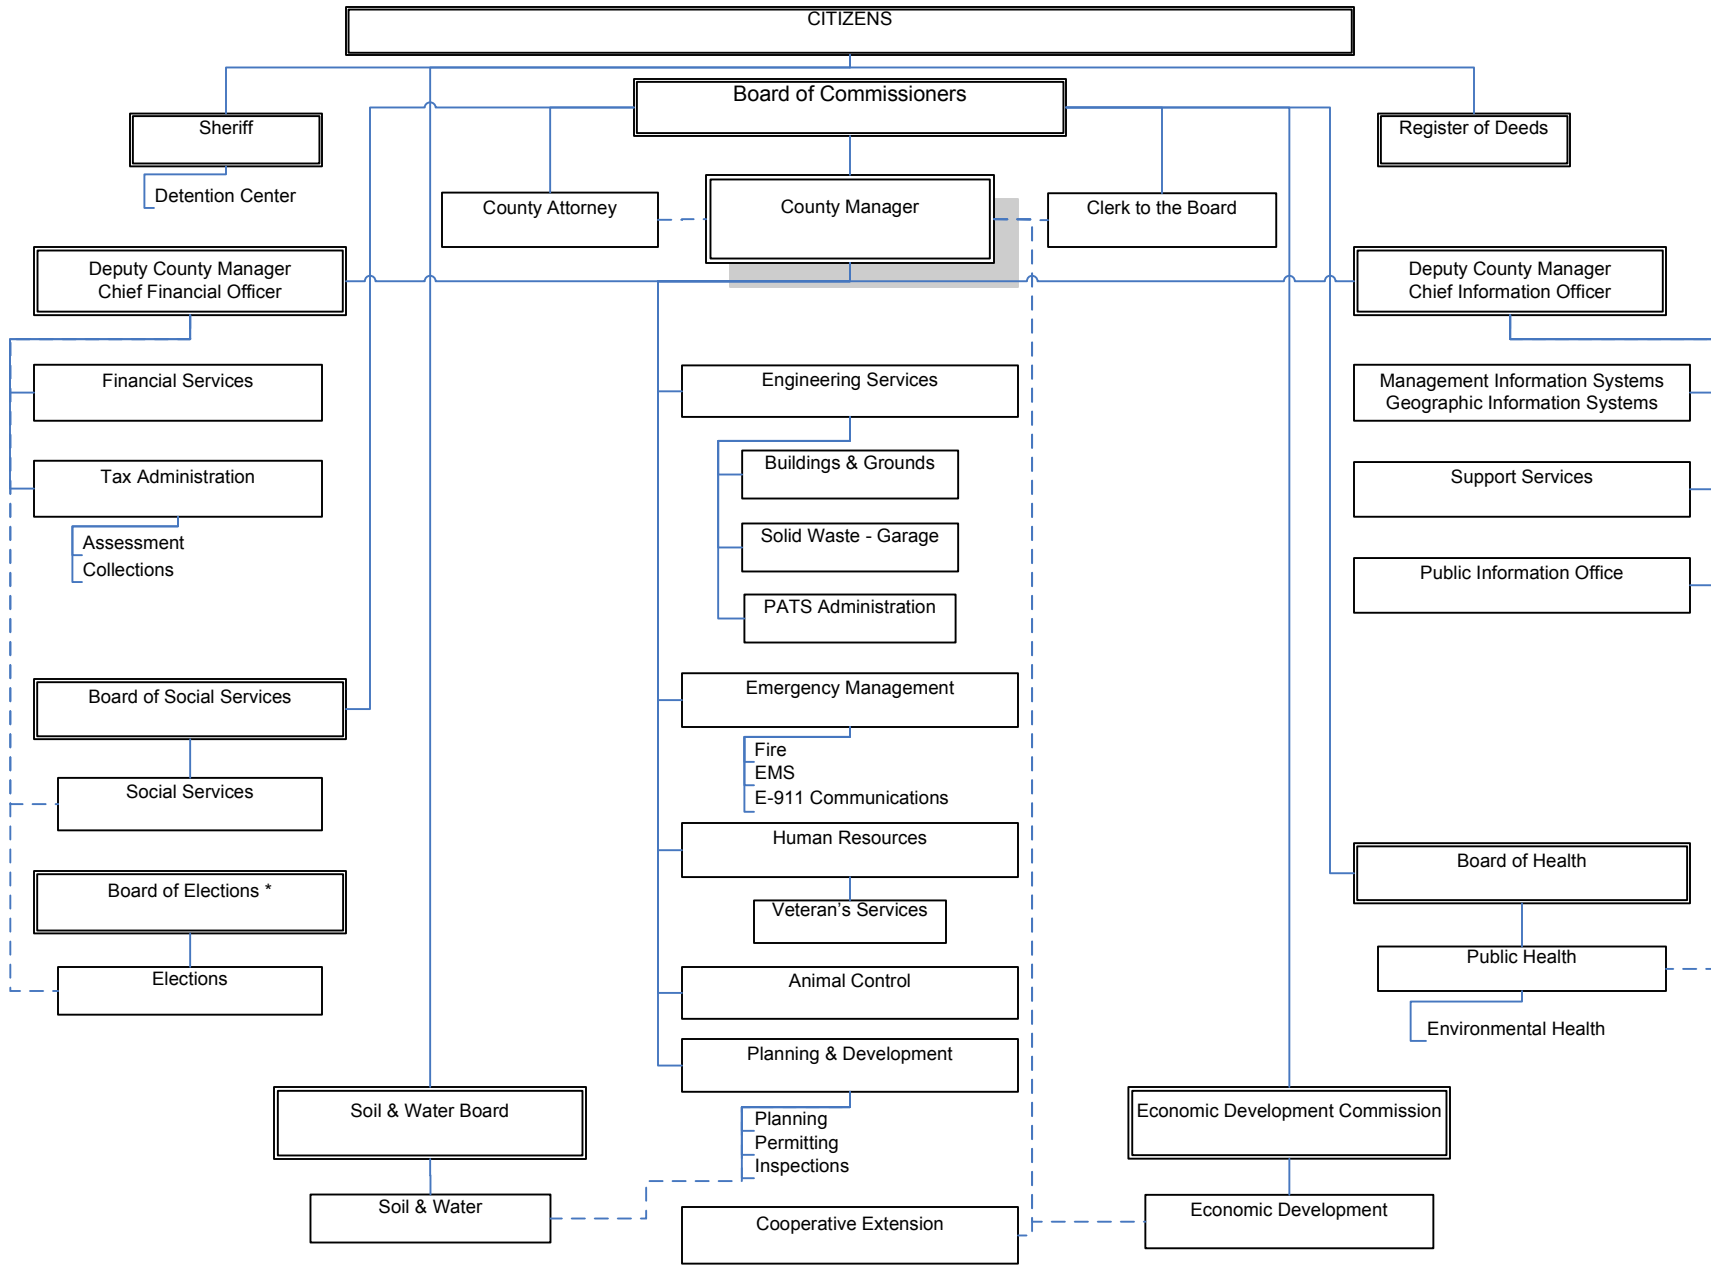 CITIZENS
Board of Commissioners
Sheriff
Register of Deeds
Detention Center
County Attorney
County Manager
Clerk to the Board
Deputy County Manager
Chief Financial Officer
Deputy County Manager
Chief Information Officer
Financial Services
Engineering Services
Management Information Systems
Geographic Information Systems
Buildings & Grounds
Tax Administration
Support Services
Solid Waste - Garage
Assessment
Collections
Public Information Office
PATS Administration
Board of Social Services
Emergency Management
Fire
EMS
E-911 Communications
Social Services
Human Resources
Board of Health
Board of Elections *
Veteran's Services
Public Health
Elections
Animal Control
Environmental Health
Planning & Development
Soil & Water Board
Economic Development Commission
Planning
Permitting
Inspections
Soil & Water
Cooperative Extension
Economic Development